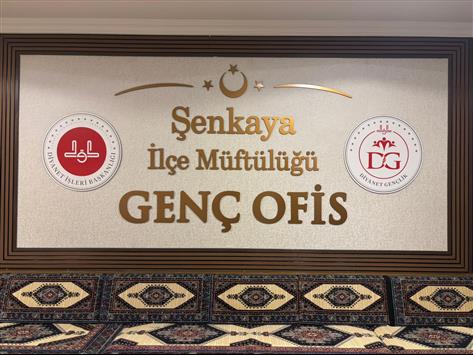 Şenkaya
İlçe Müftülüğü
GENÇ OFİS
DİYANET İŞLERİ BAŞKANLIĞI
DG
DİYANET GENÇLİK